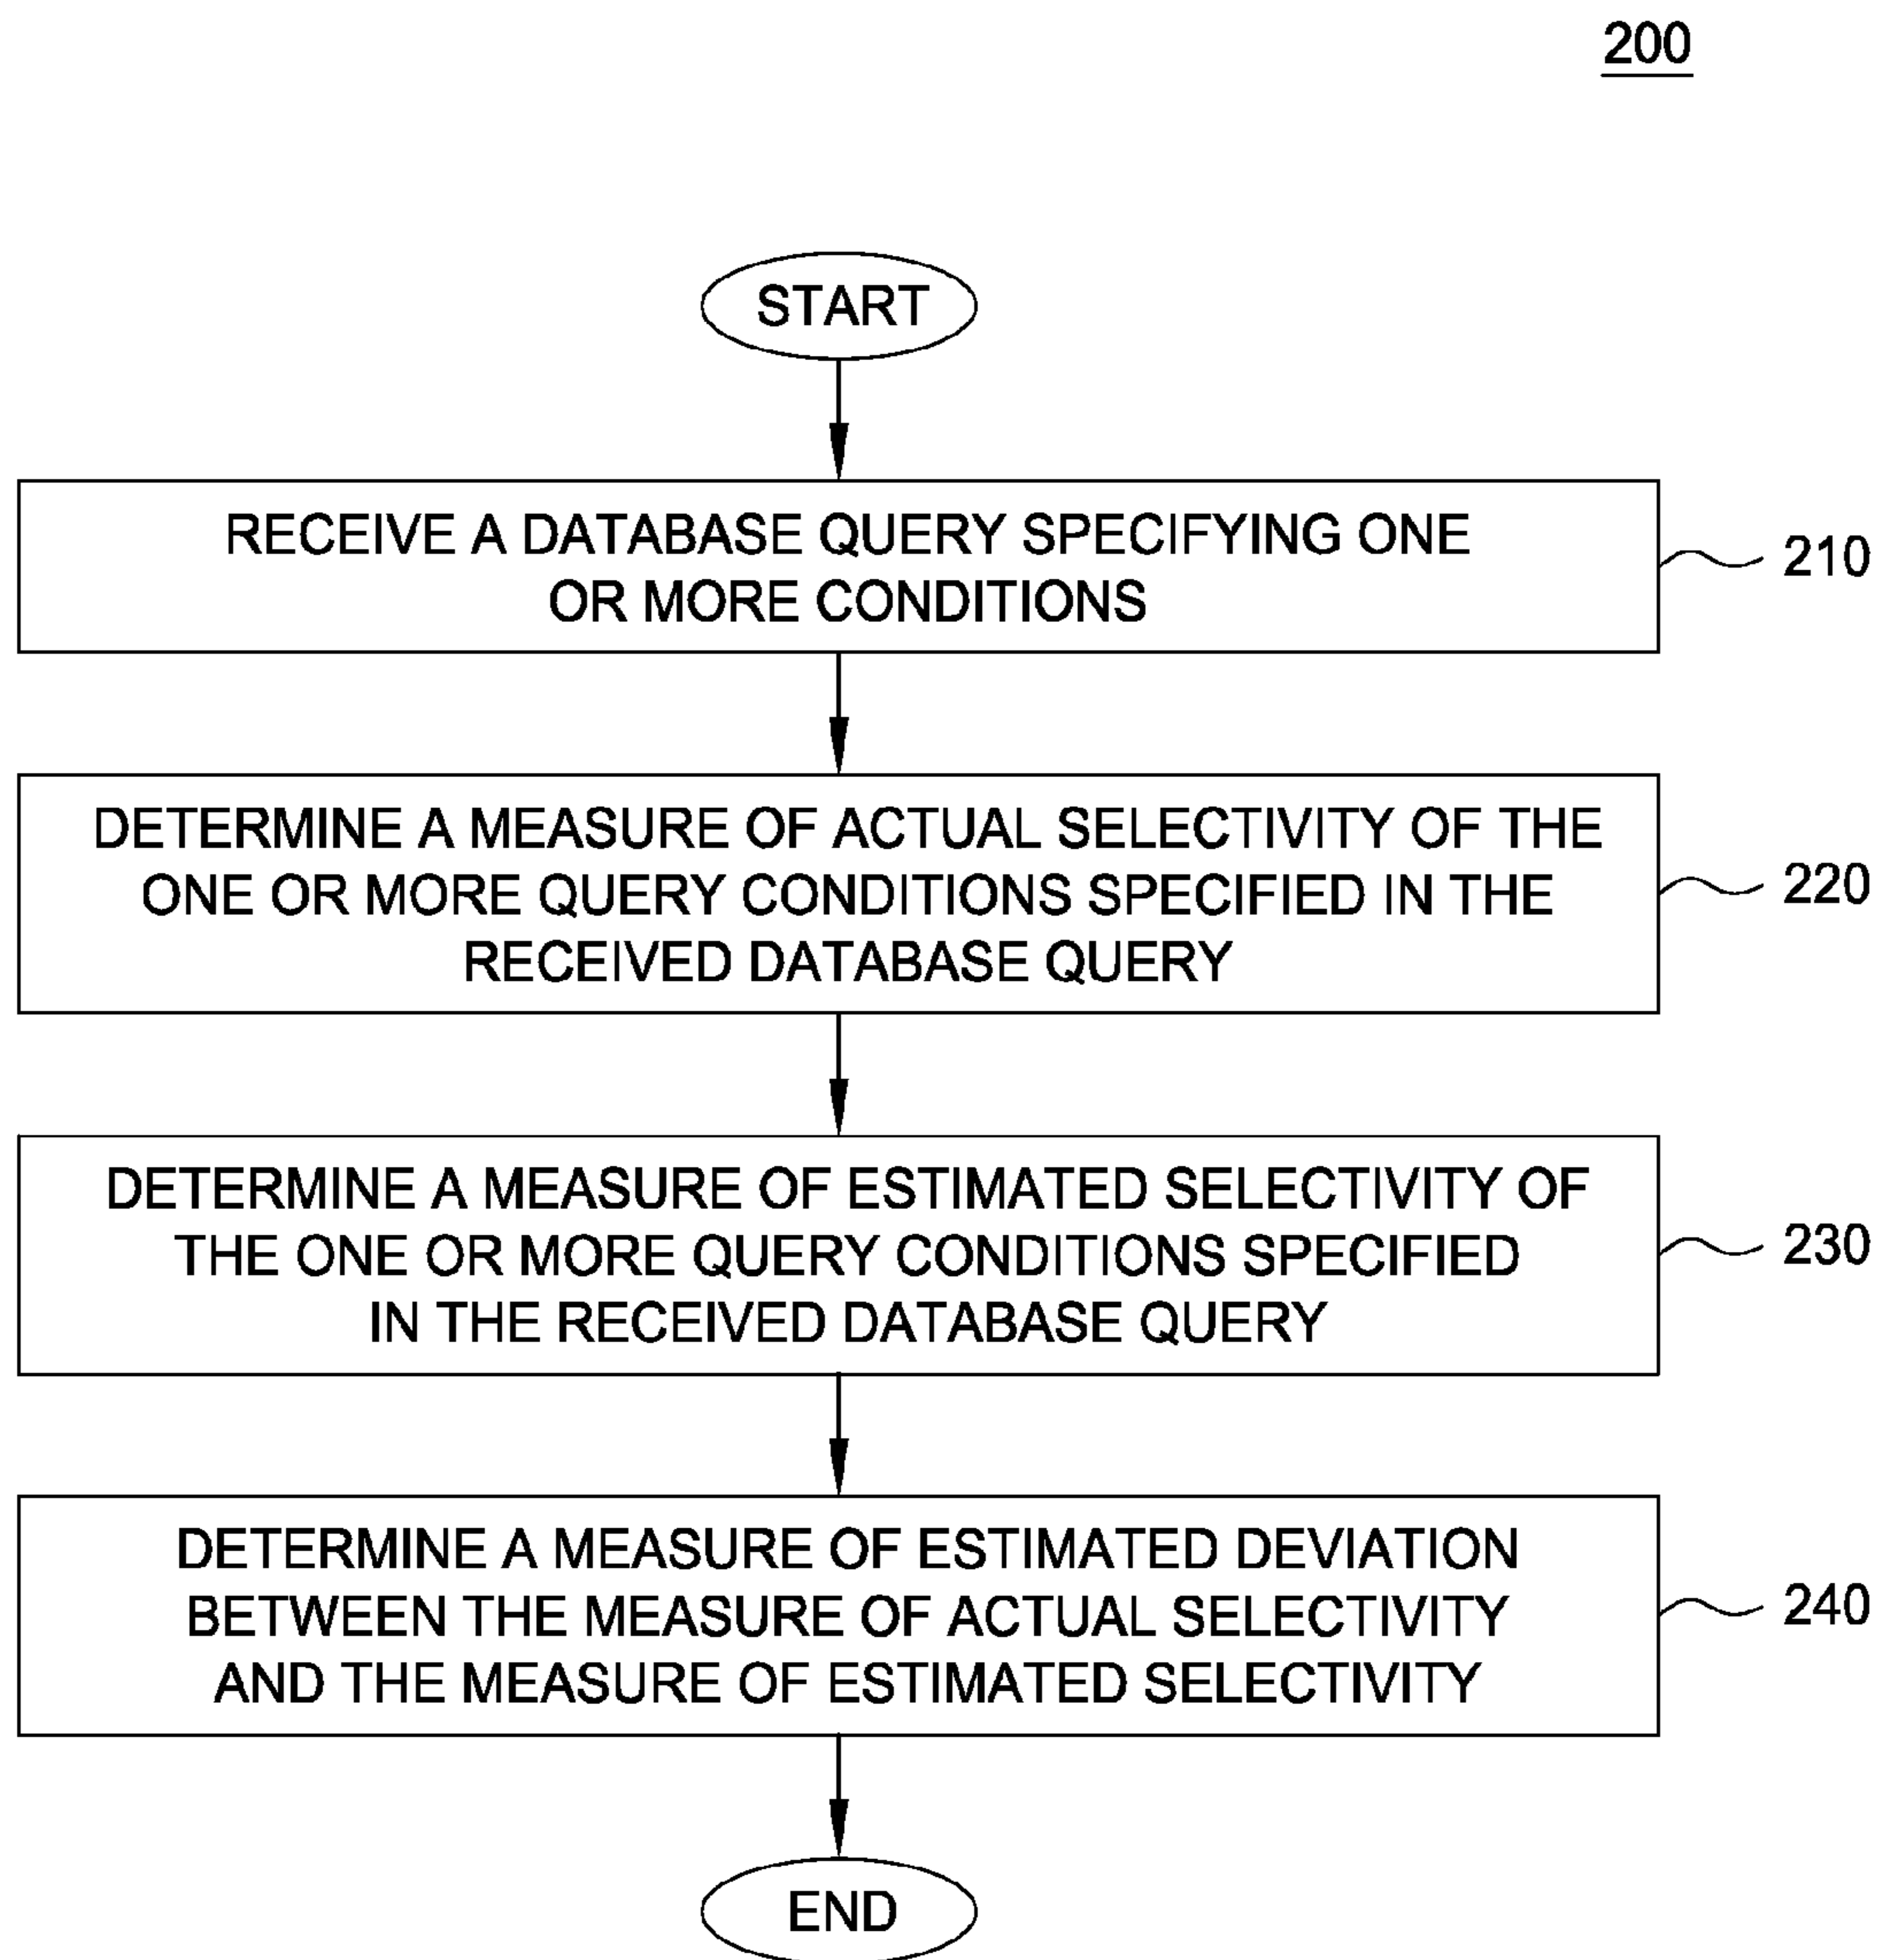 200
START
RECEIVE A DATABASE QUERY SPECIFYING ONE
OR MORE CONDITIONS
210
DETERMINE A MEASURE OF ACTUAL SELECTIVITY OF THE
ONE OR MORE QUERY CONDITIONS SPECIFIED IN THE
RECEIVED DATABASE QUERY
220
DETERMINE A MEASURE OF ESTIMATED SELECTIVITY OF
THE ONE OR MORE QUERY CONDITIONS SPECIFIED
IN THE RECEIVED DATABASE QUERY
230
DETERMINE A MEASURE OF ESTIMATED DEVIATION
BETWEEN THE MEASURE OF ACTUAL SELECTIVITY
AND THE MEASURE OF ESTIMATED SELECTIVITY
240
END